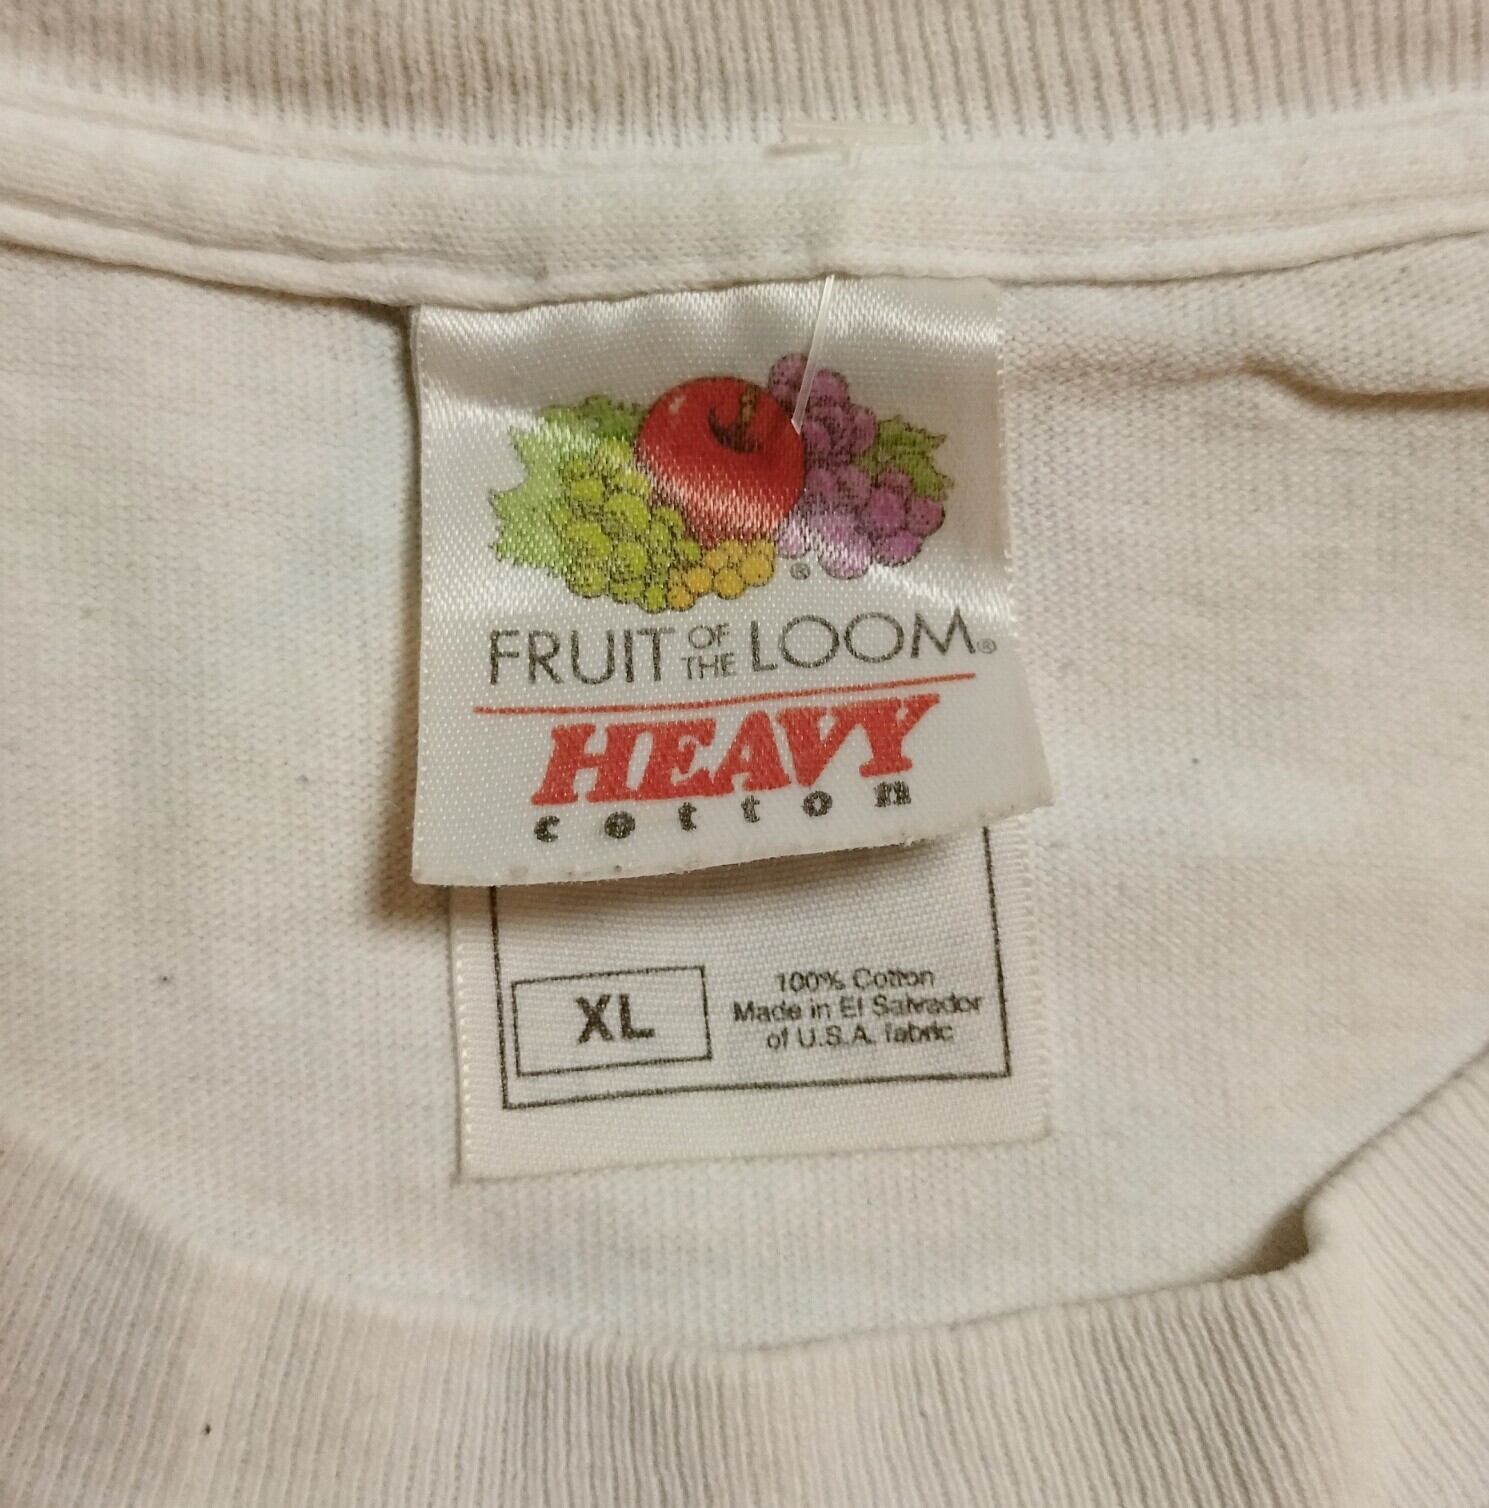 ®
FRUIT OF THE LOOM®
HEAVY
cotton
XL
100% Cotton
Made in El Salvador
of U.S.A. fabric